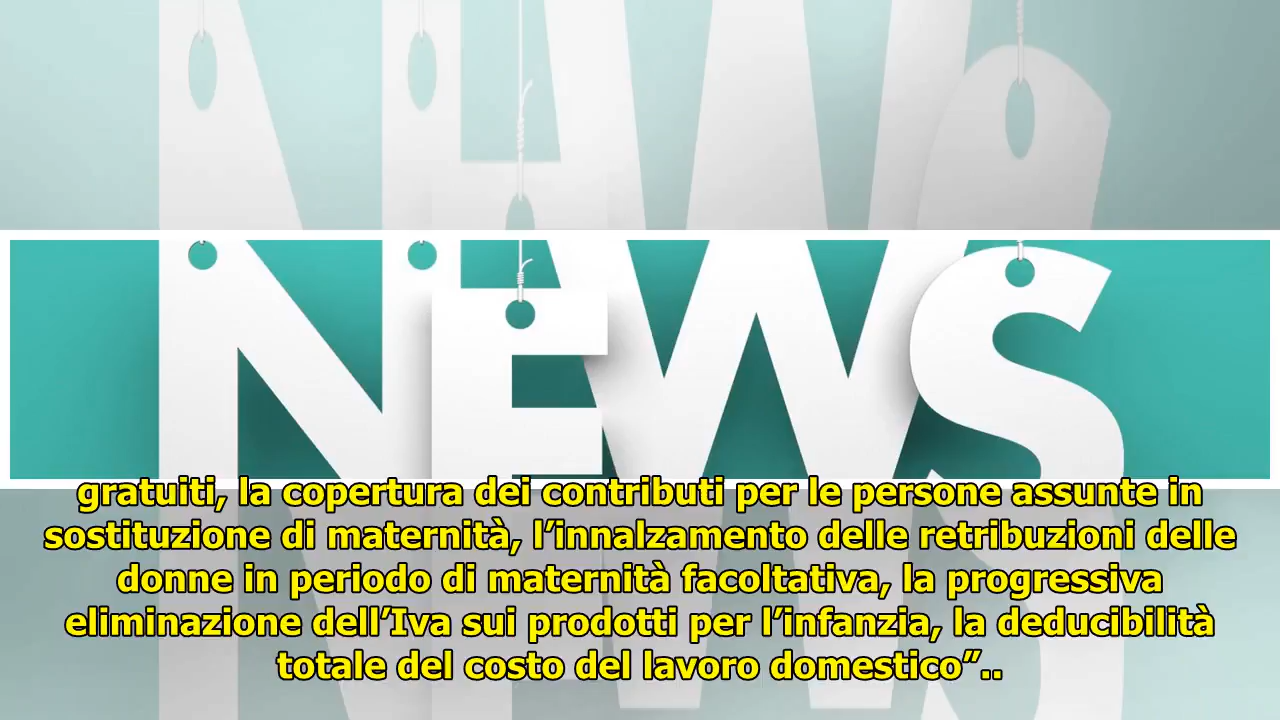 NEWS
gratuiti, la copertura dei contributi per le persone assunte in
sostituzione di maternità, l’innalzamento delle retribuzioni delle
donne in periodo di maternità facoltativa, la progressiva
eliminazione dell’Iva sui prodotti per l’infanzia, la deducibilità
totale del costo del lavoro domestico”..